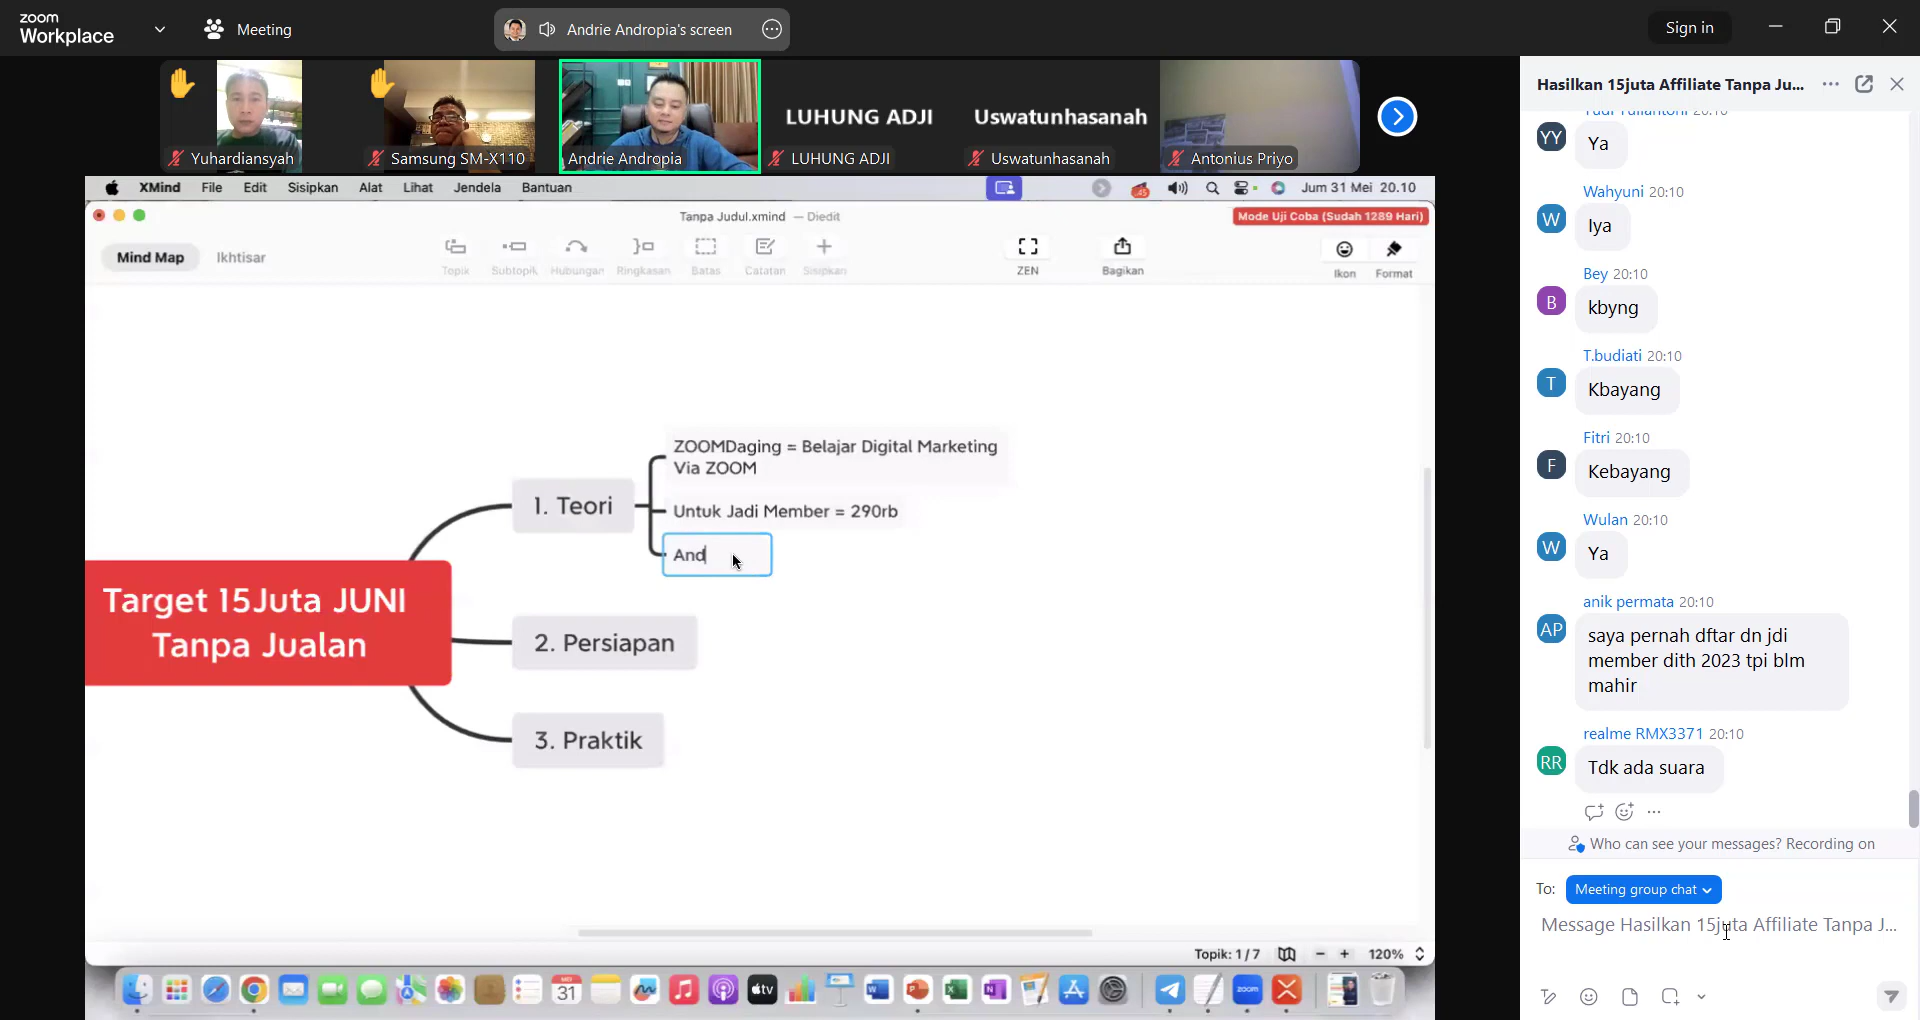 zoom
Workplace
Meeting
Andrie Andropia's screen
Sign in
Yuhardiansyah
Samsung SM-X110
Andrie Andropia
LUHUNG ADJI
LUHUNG ADJI
Uswatunhasanah
Uswatunhasanah
Antonius Priyo
XMind File Edit Sisipkan Alat Lihat Jendela Bantuan
Jum 31 Mei 20.10
Tanpa Judul.xmind — Diedit
Mode Uji Coba (Sudah 1289 Hari)
Mind Map Ikhtisar
Topik Subtopik Hubungan Ringkasan Batas Catatan Sisipkan ZEN Bagikan Ikon Format
Target 15Juta JUNI
Tanpa Jualan
1. Teori
ZOOMDaging = Belajar Digital Marketing
Via ZOOM
Untuk Jadi Member = 290rb
And
2. Persiapan
3. Praktik
Topik: 1/7
120%
31
tv
zoom
Hasilkan 15juta Affiliate Tanpa Ju...
YY
Ya
Wahyuni 20:10
W
Iya
Bey 20:10
B
kbyng
T.budiati 20:10
T
Kbayang
Fitri 20:10
F
Kebayang
Wulan 20:10
W
Ya
anik permata 20:10
AP
saya pernah dftar dn jdi
member dith 2023 tpi blm
mahir
realme RMX3371 20:10
RR
Tdk ada suara
Who can see your messages? Recording on
To: Meeting group chat
Message Hasilkan 15juta Affiliate Tanpa J...